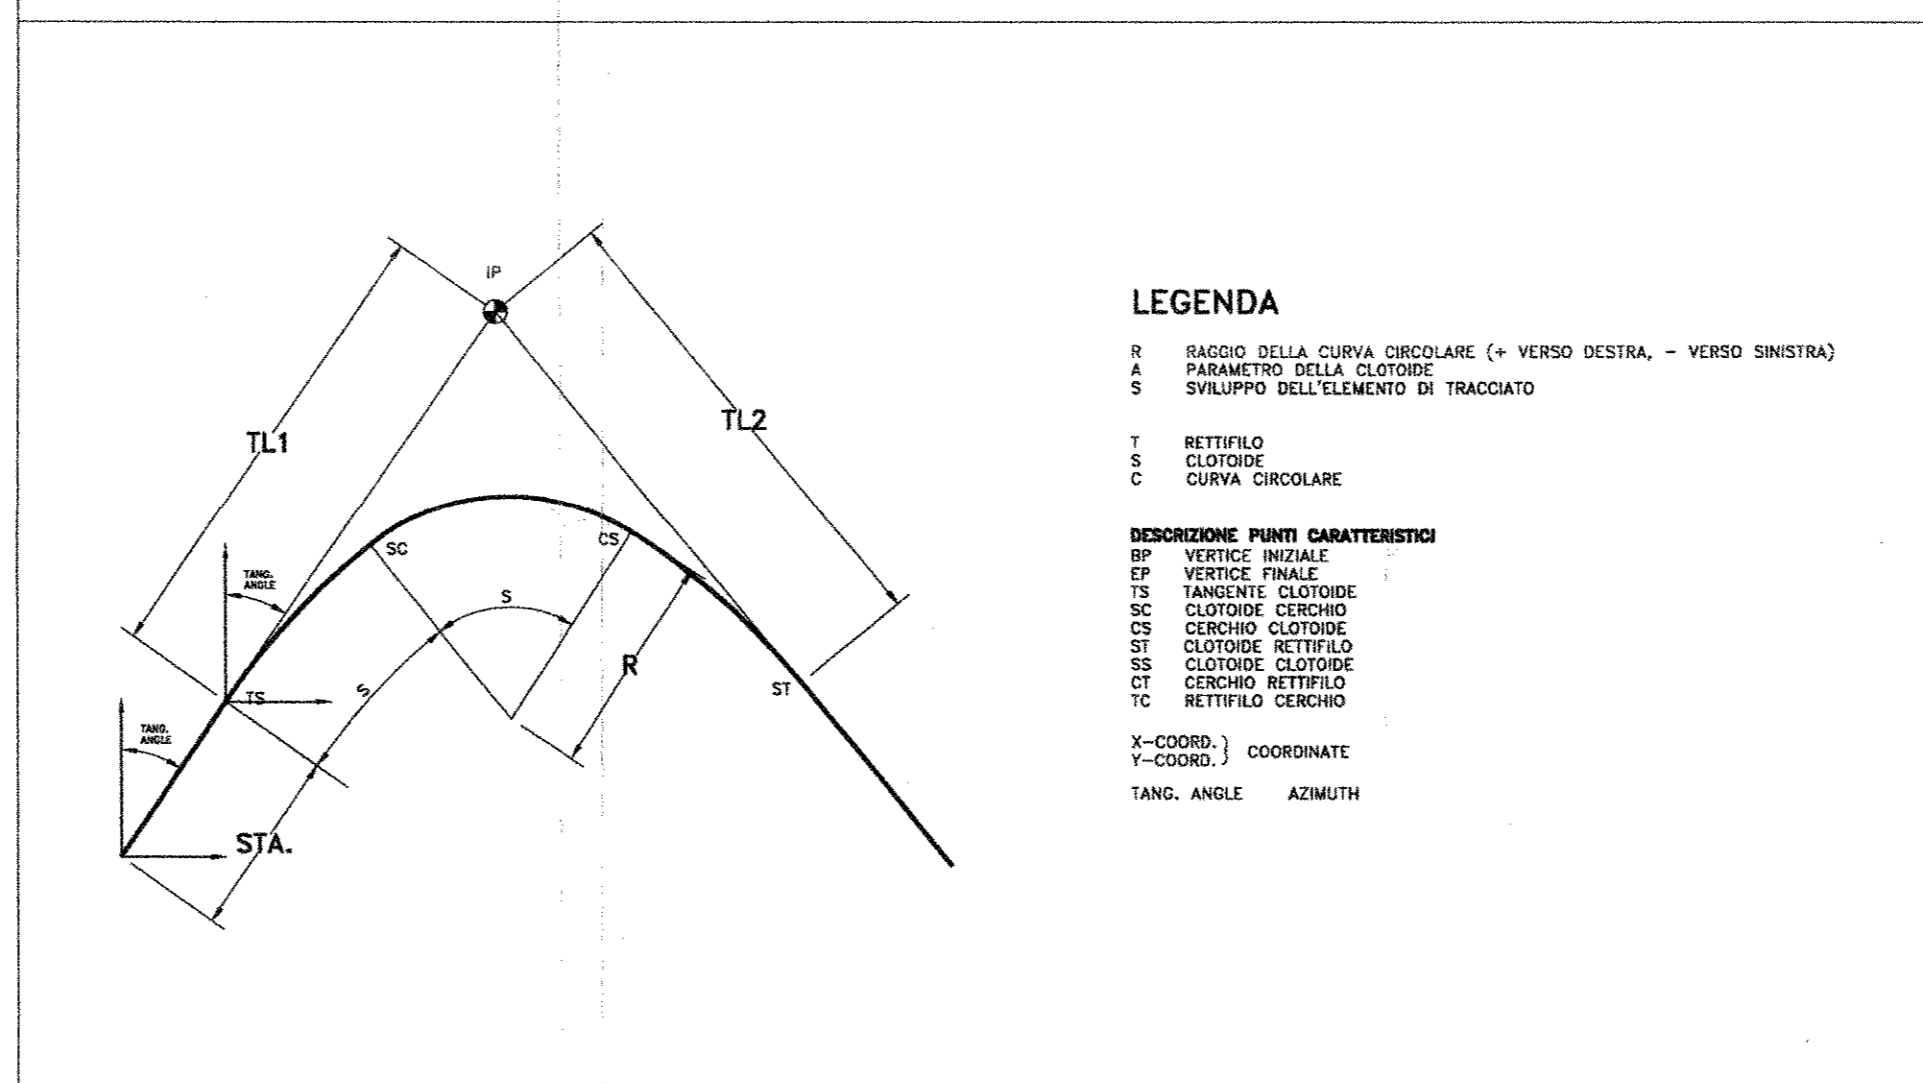 IP
TL1
TL2
SC
CS
TANG.
ANGLE
S
R
S
TS
ST
TANG.
ANGLE
STA.
LEGENDA
R RAGGIO DELLA CURVA CIRCOLARE (+ VERSO DESTRA, - VERSO SINISTRA)
A PARAMETRO DELLA CLOTOIDE
S SVILUPPO DELL'ELEMENTO DI TRACCIATO
T RETTIFILO
S CLOTOIDE
C CURVA CIRCOLARE
DESCRIZIONE PUNTI CARATTERISTICI
BP VERTICE INIZIALE
EP VERTICE FINALE
TS TANGENTE CLOTOIDE
SC CLOTOIDE CERCHIO
CS CERCHIO CLOTOIDE
ST CLOTOIDE RETTIFILO
SS CLOTOIDE CLOTOIDE
CT CERCHIO RETTIFILO
TC RETTIFILO CERCHIO
X-COORD.
Y-COORD. } COORDINATE
TANG. ANGLE AZIMUTH